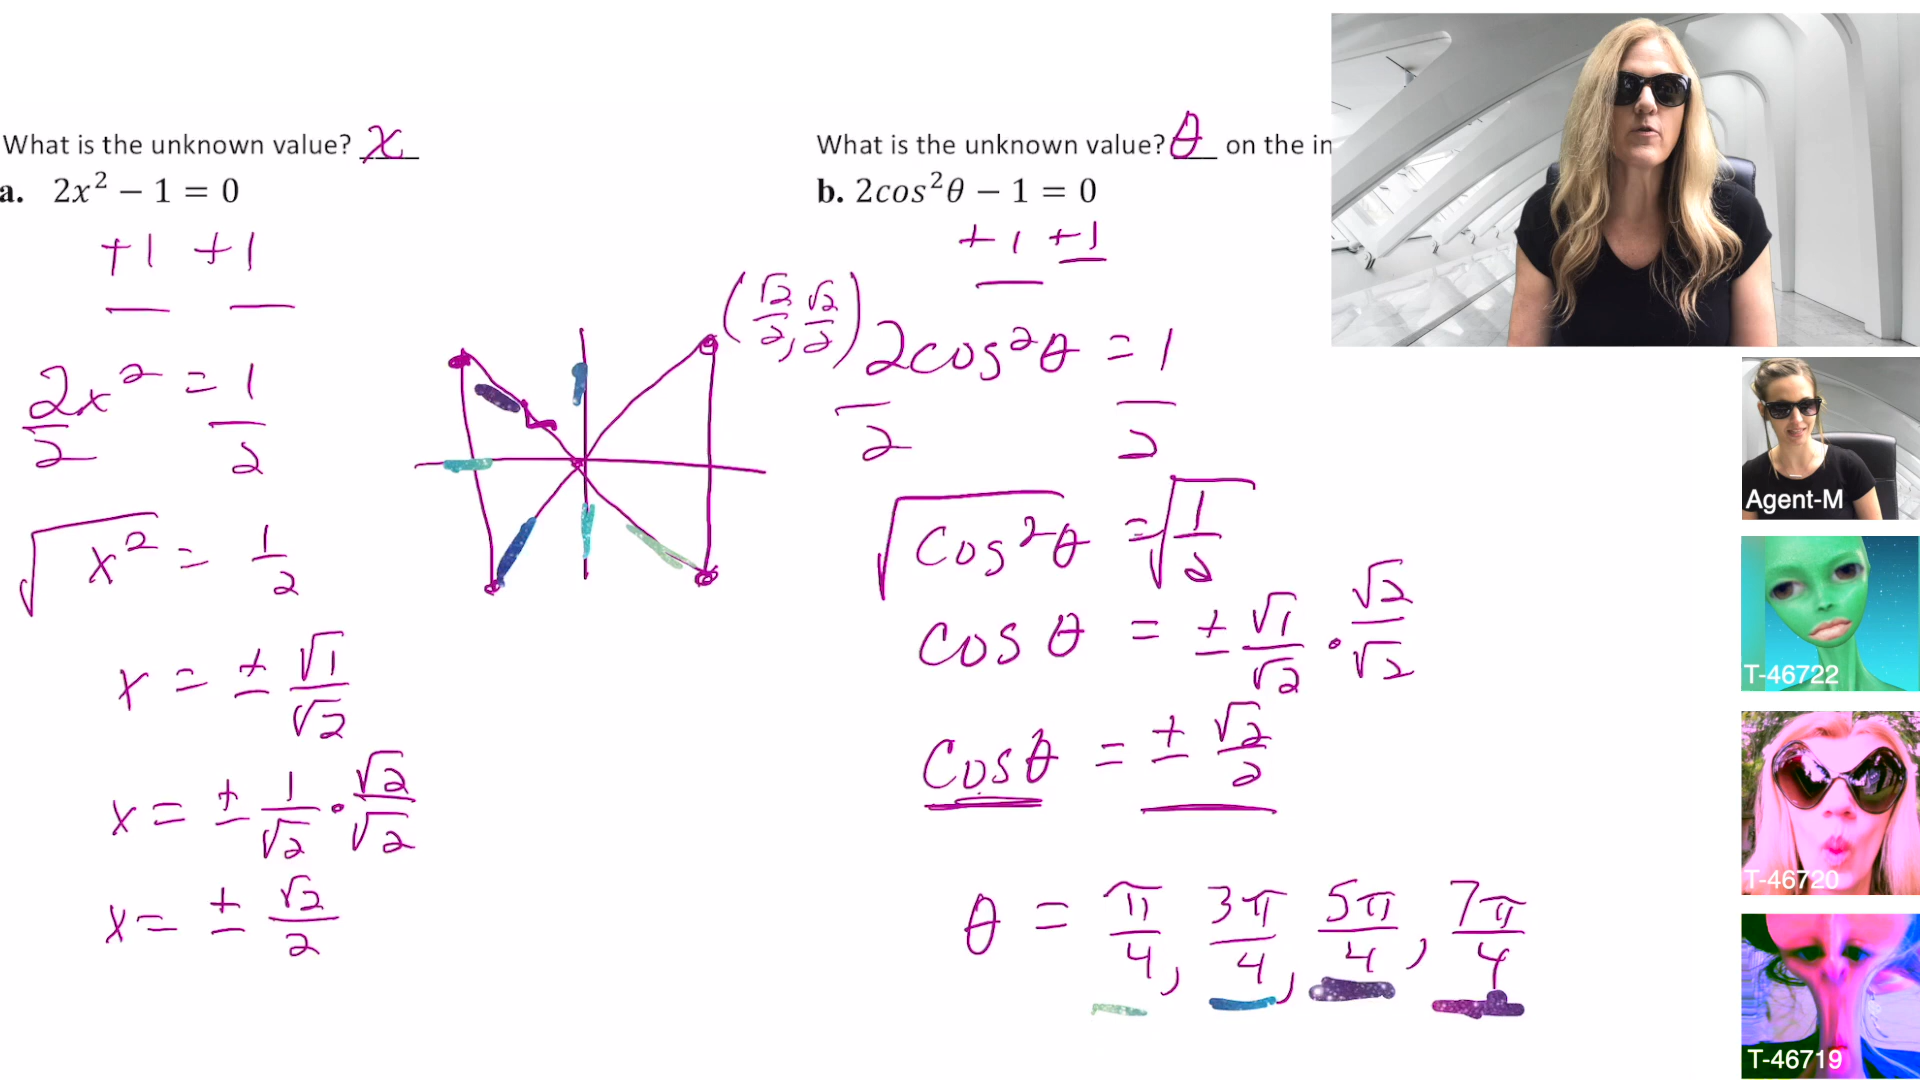 What is the unknown value? x
a. 2x² − 1 = 0
+1 +1
2x² = 1
2 2
√x² = 1/2
x = ± √1/√2
x = ± 1/√2 · √2/√2
x = ± √2/2
(√2/2, √2/2)
What is the unknown value? θ on the in
b. 2cos²θ − 1 = 0
+1 +1
2cos²θ = 1
2 2
√cos²θ = √1/2
cos θ = ± √1/√2 · √2/√2
cosθ = ± √2/2
θ = π/4, 3π/4, 5π/4, 7π/4
Agent-M
T-46722
T-46720
T-46719